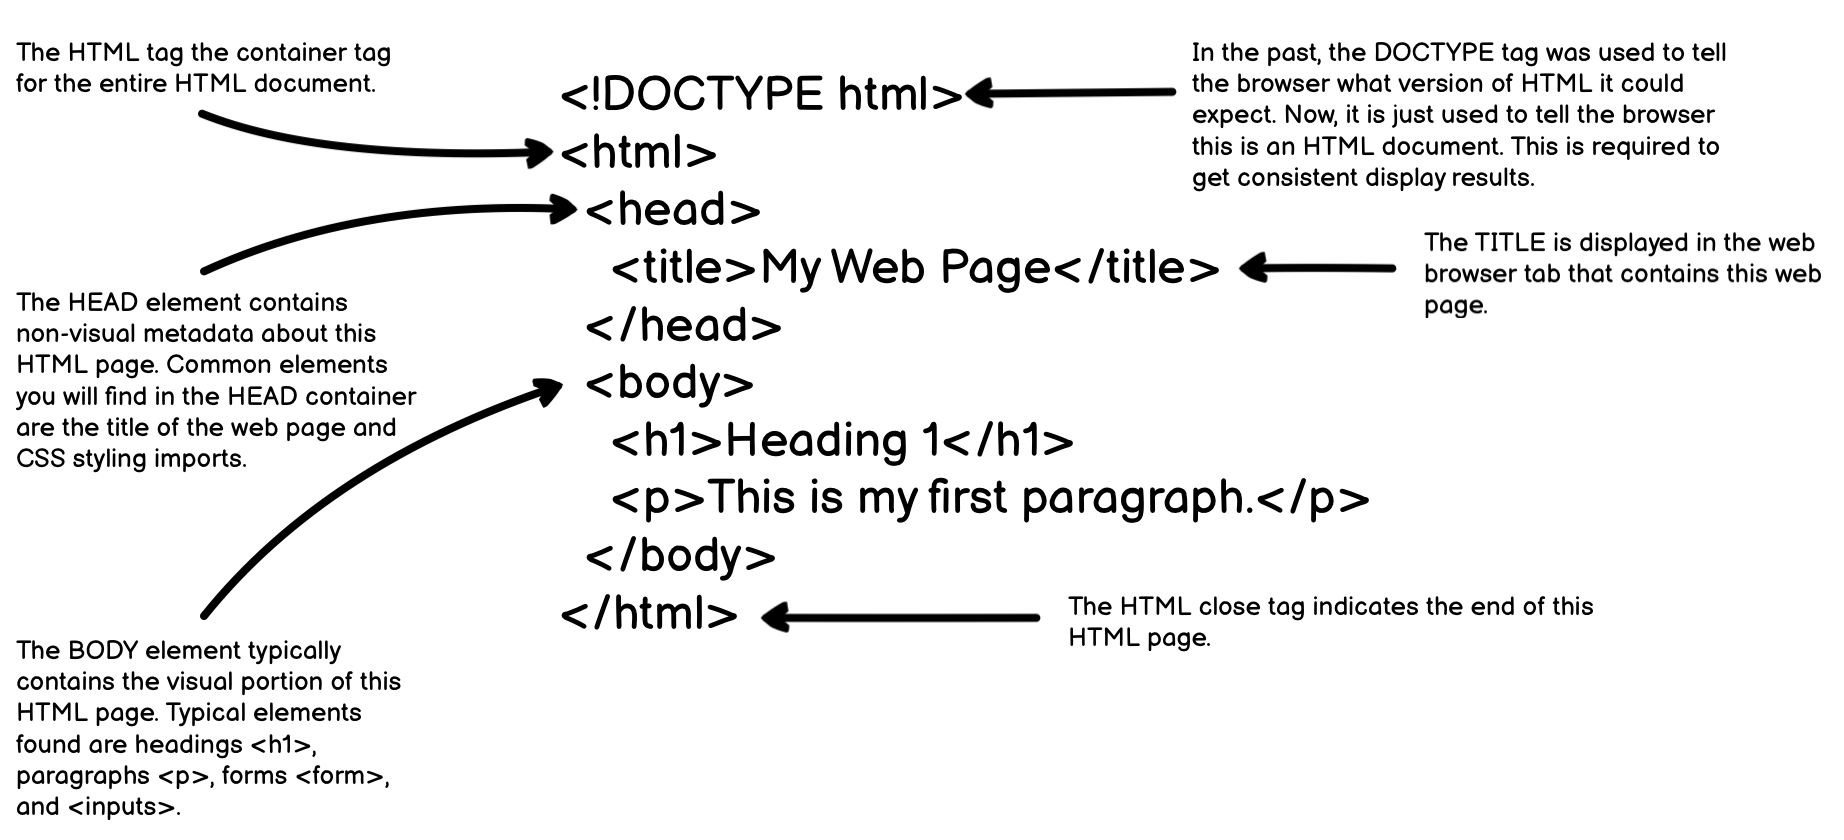 The HTML tag the container tag
for the entire HTML document.
<!DOCTYPE html>
In the past, the DOCTYPE tag was used to tell
the browser what version of HTML it could
expect. Now, it is just used to tell the browser
this is an HTML document. This is required to
get consistent display results.
<html>
<head>
<title>My Web Page</title>
The TITLE is displayed in the web
browser tab that contains this web
page.
The HEAD element contains
non-visual metadata about this
HTML page. Common elements
you will find in the HEAD container
are the title of the web page and
CSS styling imports.
</head>
<body>
<h1>Heading 1</h1>
<p>This is my first paragraph.</p>
</body>
</html>
The HTML close tag indicates the end of this
HTML page.
The BODY element typically
contains the visual portion of this
HTML page. Typical elements
found are headings <h1>,
paragraphs <p>, forms <form>,
and <inputs>.